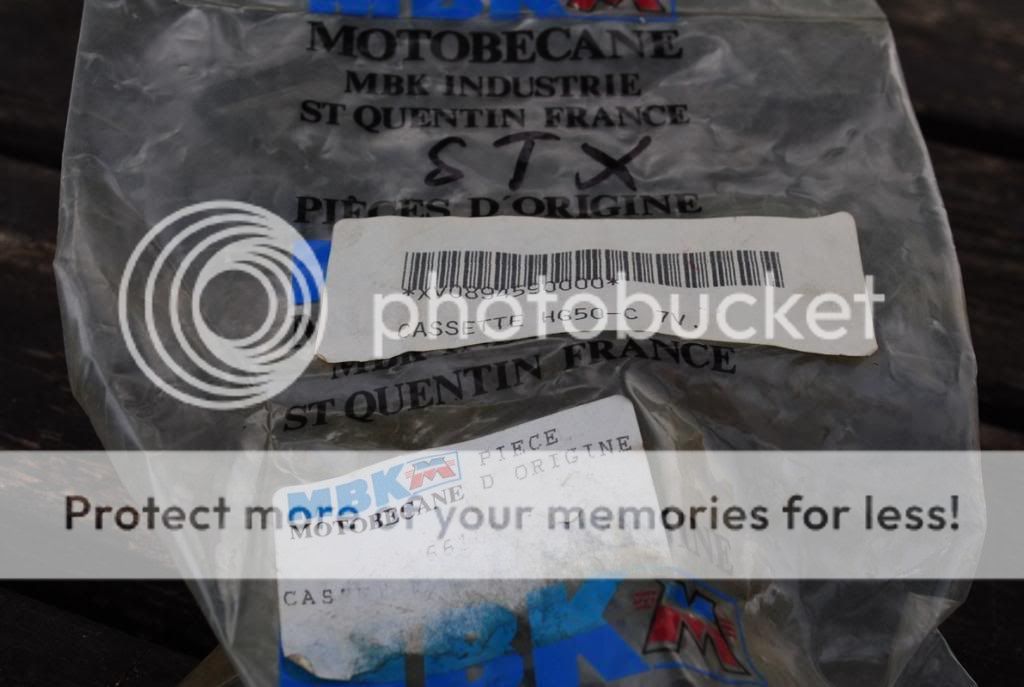 MBK
MOTOBECANE
MBK INDUSTRIE
ST QUENTIN FRANCE
STX
PIÈCES D'ORIGINE
*XV0894590000*
photobucket
CASSETTE HG50-C 7V.
ST QUENTIN FRANCE
PIECE
D ORIGINE
MBK
MOTOBECANE
Protect more of your memories for less!
MBK